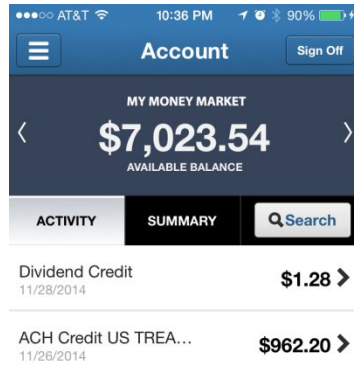 AT&T 10:36 PM 90%
Account Sign Off
MY MONEY MARKET
$7,023.54
AVAILABLE BALANCE
ACTIVITY SUMMARY Search
Dividend Credit $1.28
11/28/2014
ACH Credit US TREA... $962.20
11/26/2014